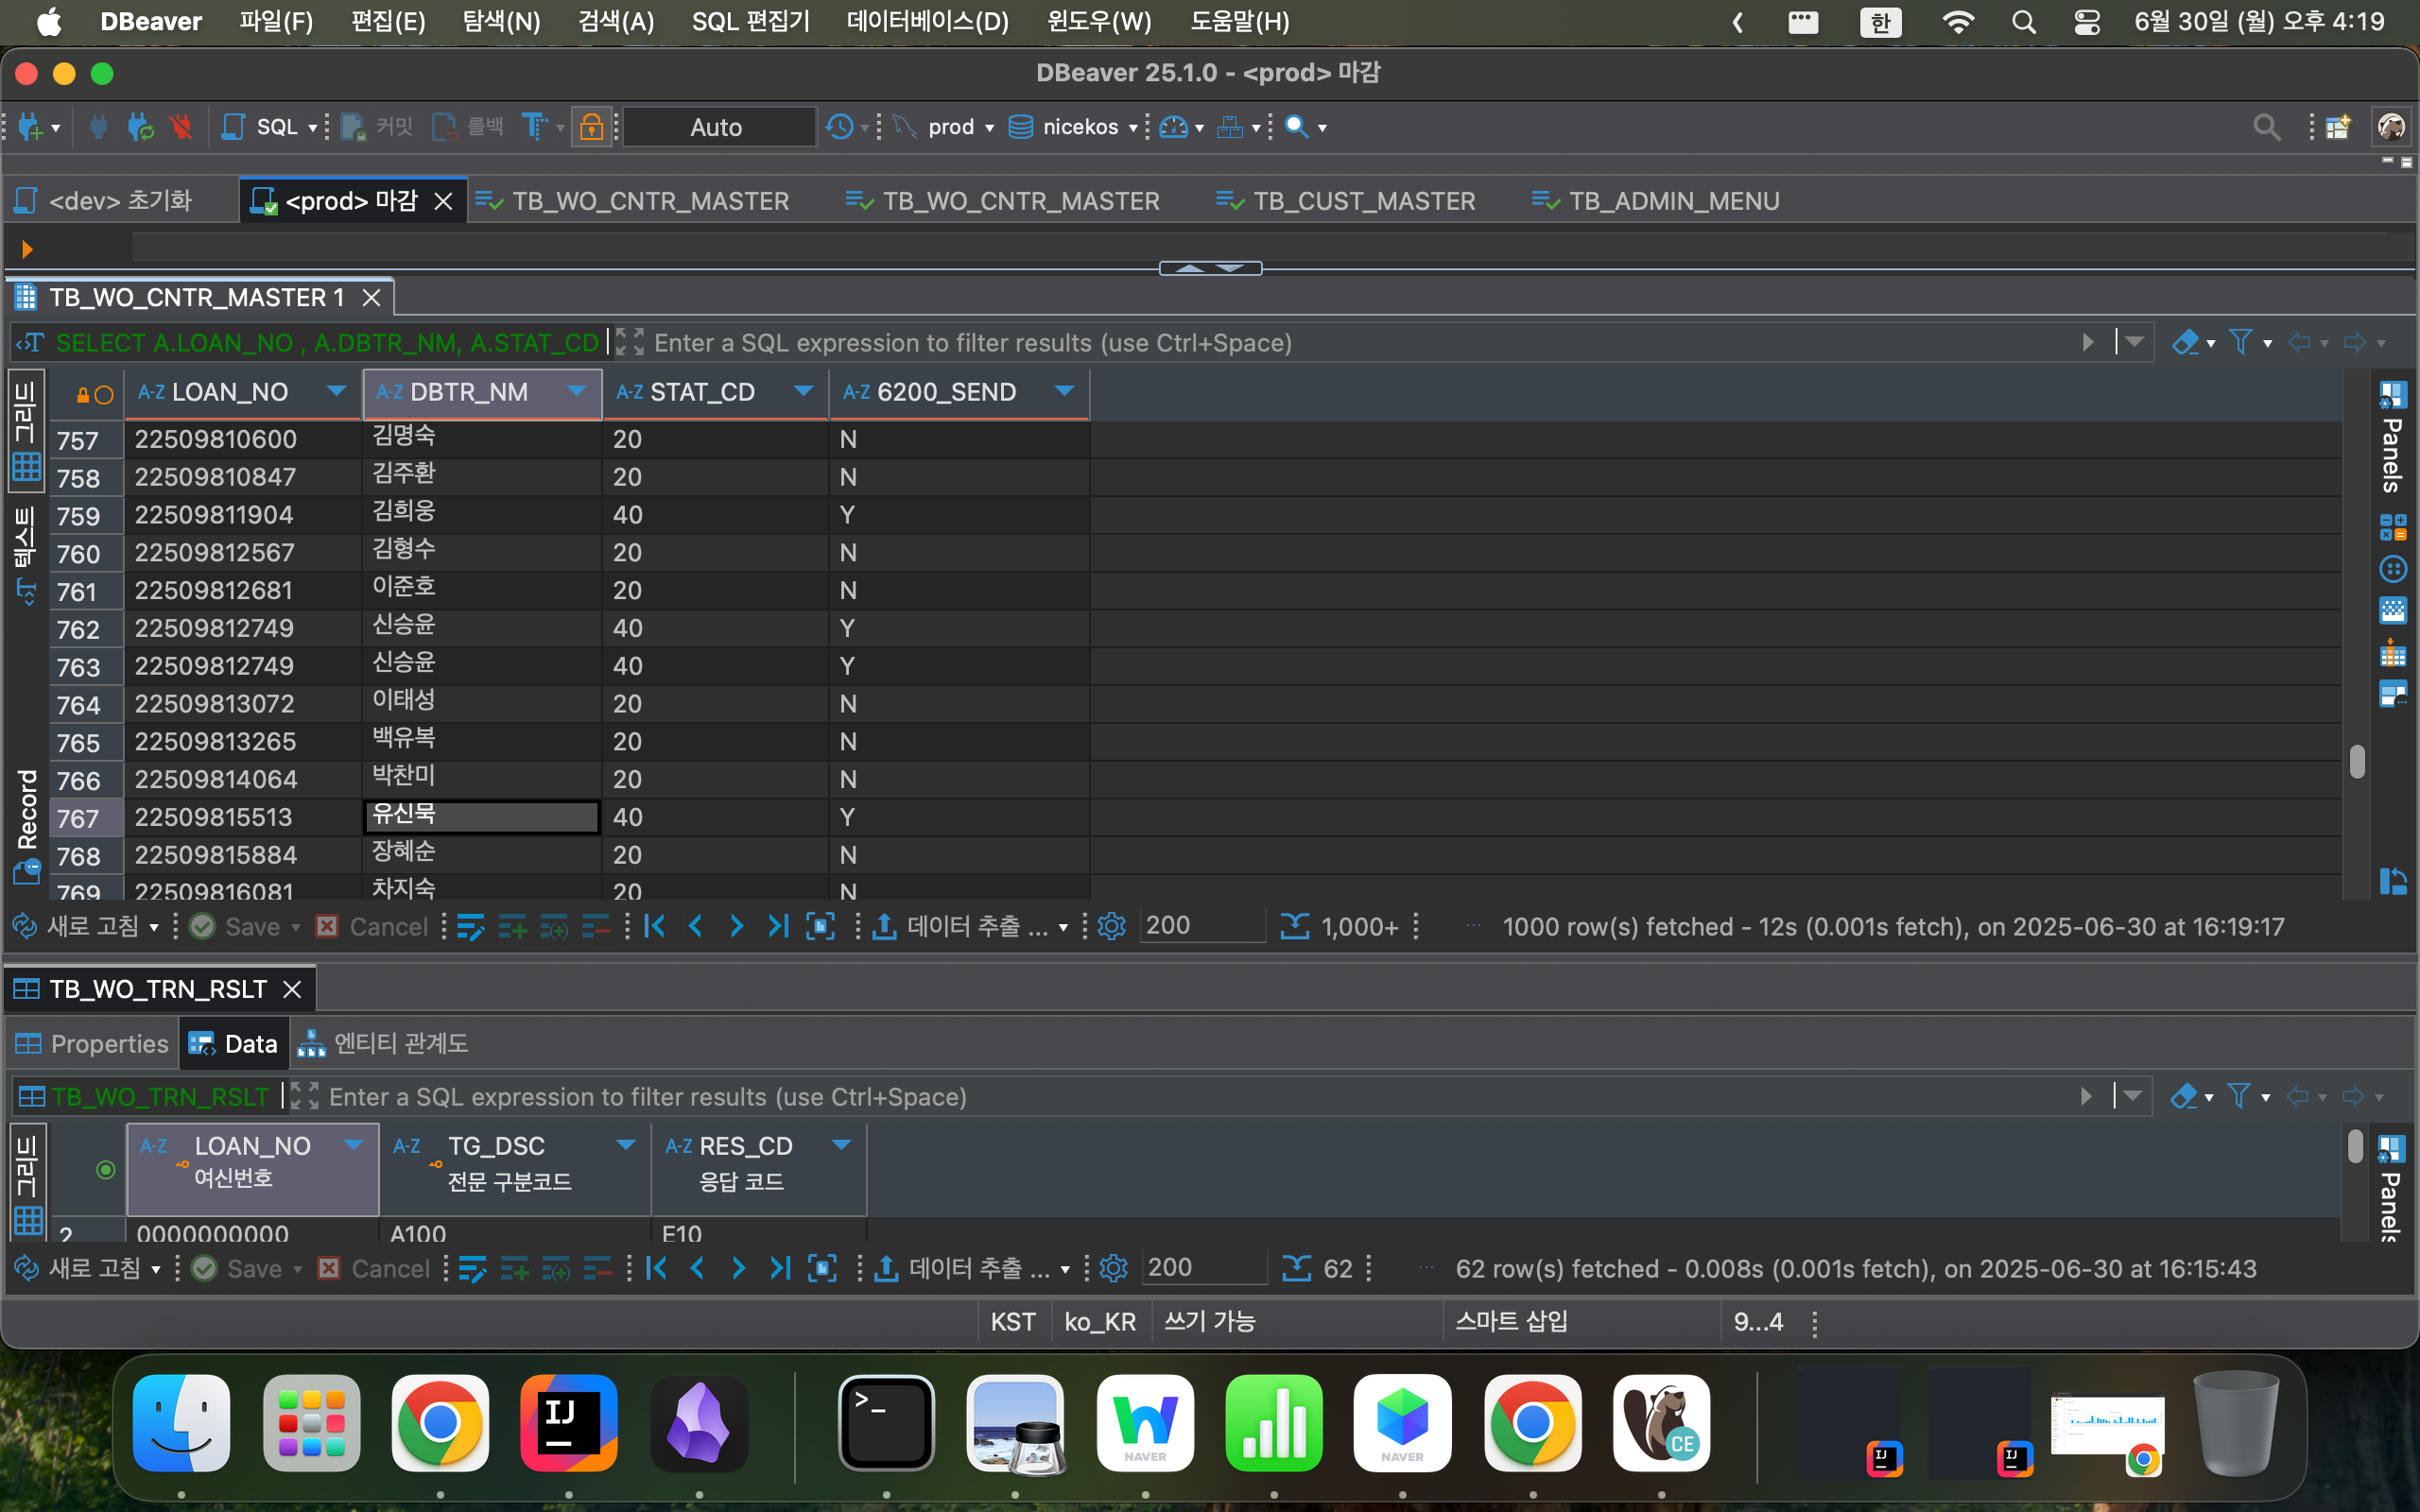 DBeaver 파일(F) 편집(E) 탐색(N) 검색(A) SQL 편집기 데이터베이스(D) 윈도우(W) 도움말(H) 한 6월 30일 (월) 오후 4:19
DBeaver 25.1.0 - <prod> 마감
SQL 커밋 롤백 Auto prod nicekos
<dev> 초기화 <prod> 마감 TB_WO_CNTR_MASTER TB_WO_CNTR_MASTER TB_CUST_MASTER TB_ADMIN_MENU
TB_WO_CNTR_MASTER 1
SELECT A.LOAN_NO , A.DBTR_NM, A.STAT_CD Enter a SQL expression to filter results (use Ctrl+Space)
그리드
텍스트
Record
Panels
A-Z LOAN_NO A-Z DBTR_NM A-Z STAT_CD A-Z 6200_SEND
757 22509810600 김명숙 20 N
758 22509810847 김주환 20 N
759 22509811904 김희웅 40 Y
760 22509812567 김형수 20 N
761 22509812681 이준호 20 N
762 22509812749 신승윤 40 Y
763 22509812749 신승윤 40 Y
764 22509813072 이태성 20 N
765 22509813265 백유복 20 N
766 22509814064 박찬미 20 N
767 22509815513 유신묵 40 Y
768 22509815884 장혜순 20 N
769 22509816081 차지숙 20 N
새로 고침 Save Cancel 데이터 추출 ... 200 1,000+ 1000 row(s) fetched - 12s (0.001s fetch), on 2025-06-30 at 16:19:17
TB_WO_TRN_RSLT
Properties Data 엔티티 관계도
TB_WO_TRN_RSLT Enter a SQL expression to filter results (use Ctrl+Space)
그리드
Panels
A-Z LOAN_NO A-Z TG_DSC A-Z RES_CD
여신번호 전문 구분코드 응답 코드
2 0000000000 A100 E10
새로 고침 Save Cancel 데이터 추출 ... 200 62 62 row(s) fetched - 0.008s (0.001s fetch), on 2025-06-30 at 16:15:43
KST ko_KR 쓰기 가능 스마트 삽입 9...4
IJ
>_
NAVER
NAVER
CE
IJ
IJ